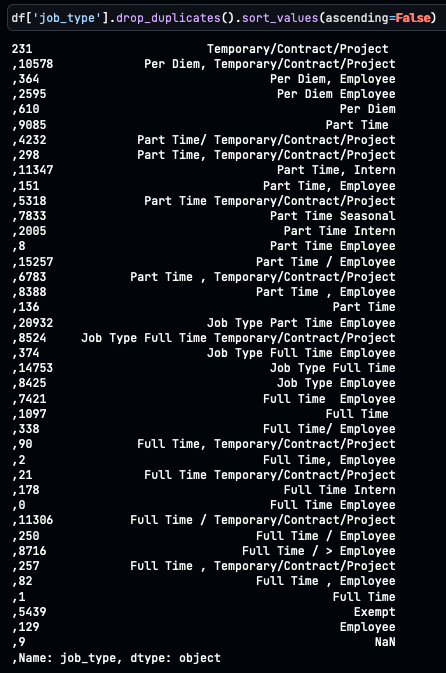 df['job_type'].drop_duplicates().sort_values(ascending=False)
231 Temporary/Contract/Project
,10578 Per Diem, Temporary/Contract/Project
,364 Per Diem, Employee
,2595 Per Diem Employee
,610 Per Diem
,9085 Part Time
,4232 Part Time/ Temporary/Contract/Project
,298 Part Time, Temporary/Contract/Project
,11347 Part Time, Intern
,151 Part Time, Employee
,5318 Part Time Temporary/Contract/Project
,7833 Part Time Seasonal
,2005 Part Time Intern
,8 Part Time Employee
,15257 Part Time / Employee
,6783 Part Time , Temporary/Contract/Project
,8388 Part Time , Employee
,136 Part Time
,20932 Job Type Part Time Employee
,8524 Job Type Full Time Temporary/Contract/Project
,374 Job Type Full Time Employee
,14753 Job Type Full Time
,8425 Job Type Employee
,7421 Full Time  Employee
,1097 Full Time
,338 Full Time/ Employee
,90 Full Time, Temporary/Contract/Project
,2 Full Time, Employee
,21 Full Time Temporary/Contract/Project
,178 Full Time Intern
,0 Full Time Employee
,11306 Full Time / Temporary/Contract/Project
,250 Full Time / Employee
,8716 Full Time / > Employee
,257 Full Time , Temporary/Contract/Project
,82 Full Time , Employee
,1 Full Time
,5439 Exempt
,129 Employee
,9 NaN
,Name: job_type, dtype: object